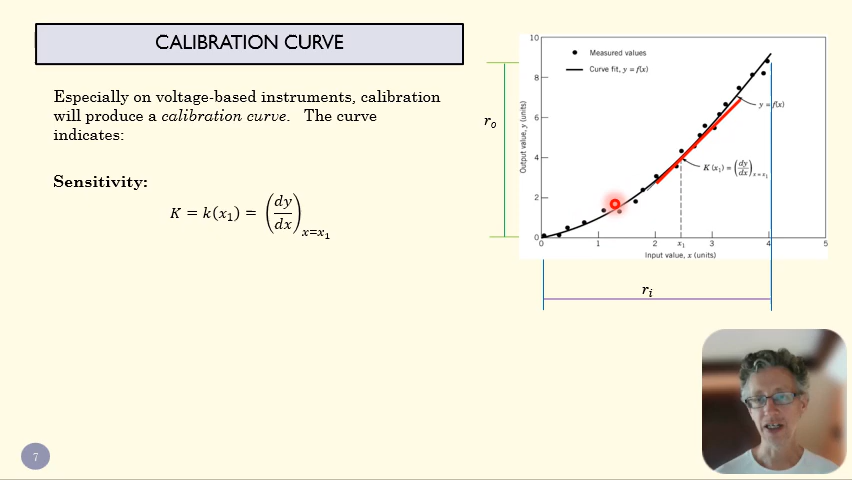 CALIBRATION CURVE
Especially on voltage-based instruments, calibration
will produce a calibration curve. The curve
indicates:
Sensitivity:
K = k(x₁) = (dy/dx)ₓ₌ₓ₁
rₒ
10
8
6
4
2
0
Output value, y (units)
Measured values
Curve fit, y = f(x)
y = f(x)
K(x₁) = (dy/dx)ₓ₌ₓ₁
0 1 2 x₁ 3 4 5
Input value, x (units)
rᵢ
7